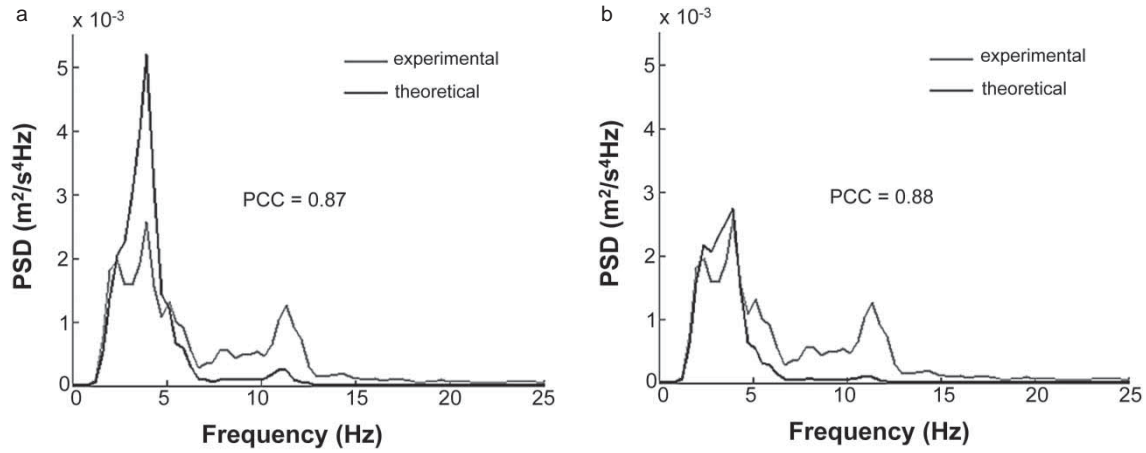 a
x 10⁻³
5
4
3
2
1
0
PSD (m²/s⁴Hz)
experimental
theoretical
PCC = 0.87
0 5 10 15 20 25
Frequency (Hz)
b
x 10⁻³
5
4
3
2
1
0
PSD (m²/s⁴Hz)
experimental
theoretical
PCC = 0.88
0 5 10 15 20 25
Frequency (Hz)